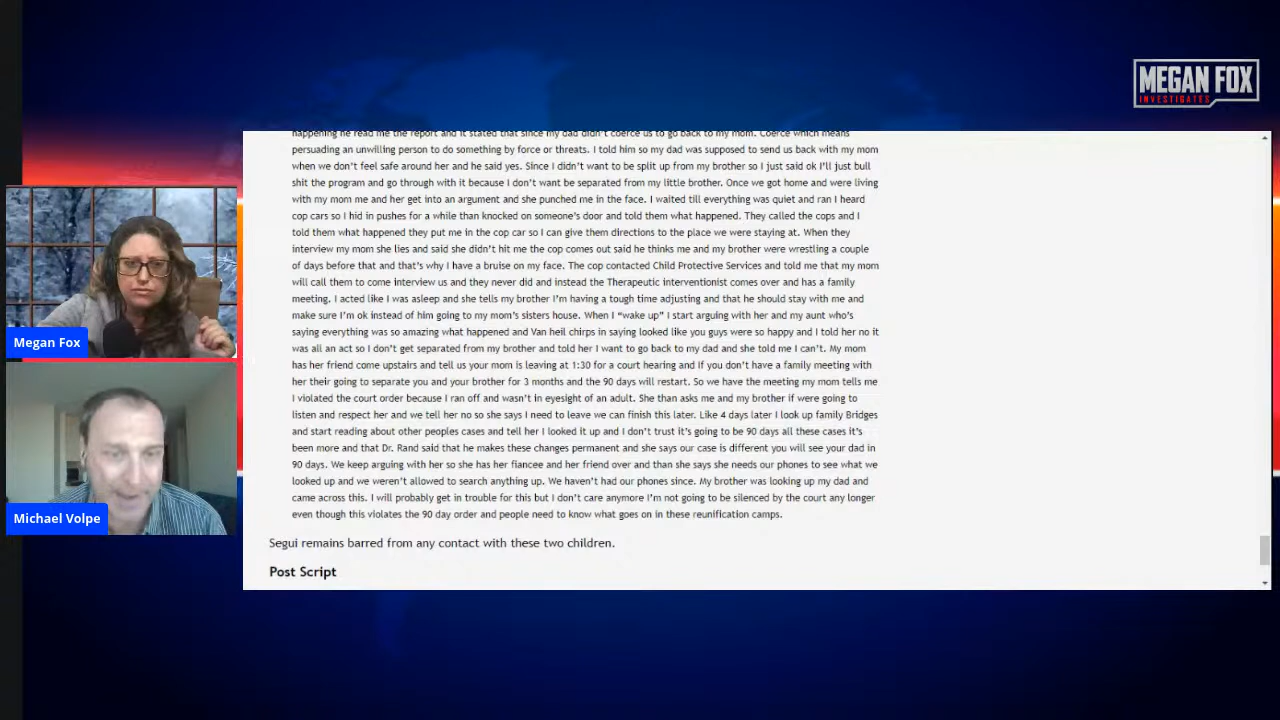 MEGAN FOX
INVESTIGATES
happening he read me the report and it stated that since my dad didn't coerce us to go back to my mom. Coerce which means
persuading an unwilling person to do something by force or threats. I told him so my dad was supposed to send us back with my mom
when we don't feel safe around her and he said yes. Since I didn't want to be split up from my brother so I just said ok I'll just bull
shit the program and go through with it because I don't want be separated from my little brother. Once we got home and were living
with my mom me and her get into an argument and she punched me in the face. I waited till everything was quiet and ran I heard
cop cars so I hid in pushes for a while than knocked on someone's door and told them what happened. They called the cops and I
told them what happened they put me in the cop car so I can give them directions to the place we were staying at. When they
interview my mom she lies and said she didn't hit me the cop comes out said he thinks me and my brother were wrestling a couple
of days before that and that's why I have a bruise on my face. The cop contacted Child Protective Services and told me that my mom
will call them to come interview us and they never did and instead the Therapeutic interventionist comes over and has a family
meeting. I acted like I was asleep and she tells my brother I'm having a tough time adjusting and that he should stay with me and
make sure I'm ok instead of him going to my mom's sisters house. When I "wake up" I start arguing with her and my aunt who's
saying everything was so amazing what happened and Van heil chirps in saying looked like you guys were so happy and I told her no it
was all an act so I don't get separated from my brother and told her I want to go back to my dad and she told me I can't. My mom
has her friend come upstairs and tell us your mom is leaving at 1:30 for a court hearing and if you don't have a family meeting with
her their going to separate you and your brother for 3 months and the 90 days will restart. So we have the meeting my mom tells me
I violated the court order because I ran off and wasn't in eyesight of an adult. She than asks me and my brother if were going to
listen and respect her and we tell her no so she says I need to leave we can finish this later. Like 4 days later I look up family Bridges
and start reading about other peoples cases and tell her I looked it up and I don't trust it's going to be 90 days all these cases it's
been more and that Dr. Rand said that he makes these changes permanent and she says our case is different you will see your dad in
90 days. We keep arguing with her so she has her fiancee and her friend over and than she says she needs our phones to see what we
looked up and we weren't allowed to search anything up. We haven't had our phones since. My brother was looking up my dad and
came across this. I will probably get in trouble for this but I don't care anymore I'm not going to be silenced by the court any longer
even though this violates the 90 day order and people need to know what goes on in these reunification camps.
Segui remains barred from any contact with these two children.
Post Script
Megan Fox
Michael Volpe